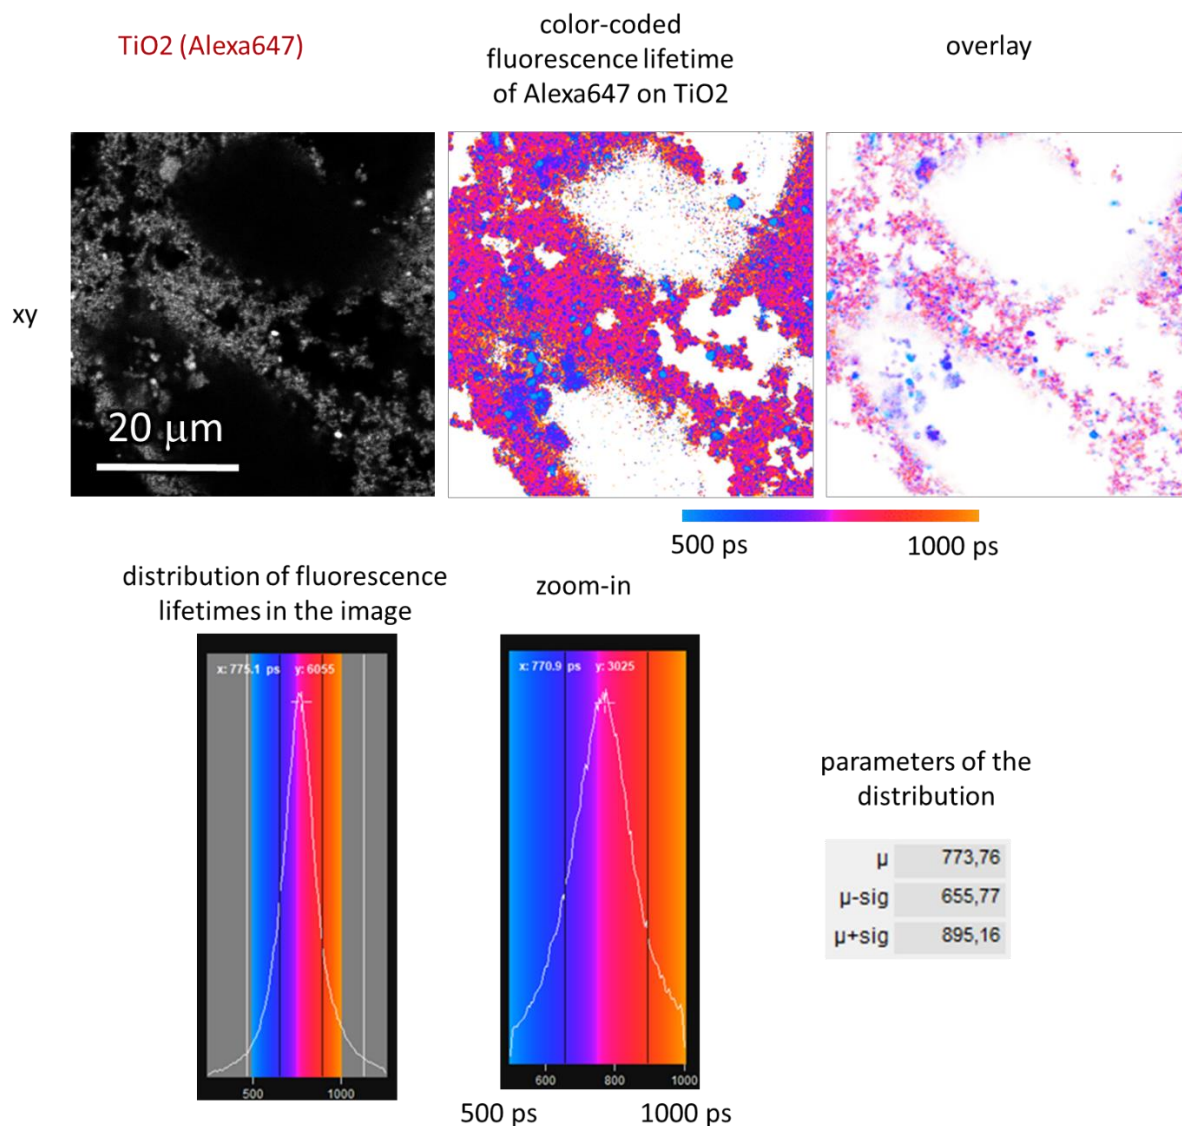 TiO2 (Alexa647)
color-coded
fluorescence lifetime
of Alexa647 on TiO2
overlay
xy
20 μm
500 ps
1000 ps
distribution of fluorescence
lifetimes in the image
zoom-in
x: 775.1 ps y: 6055
500 1000
x: 770.9 ps y: 3025
600 800 1000
500 ps
1000 ps
parameters of the
distribution
μ 773,76
μ-sig 655,77
μ+sig 895,16